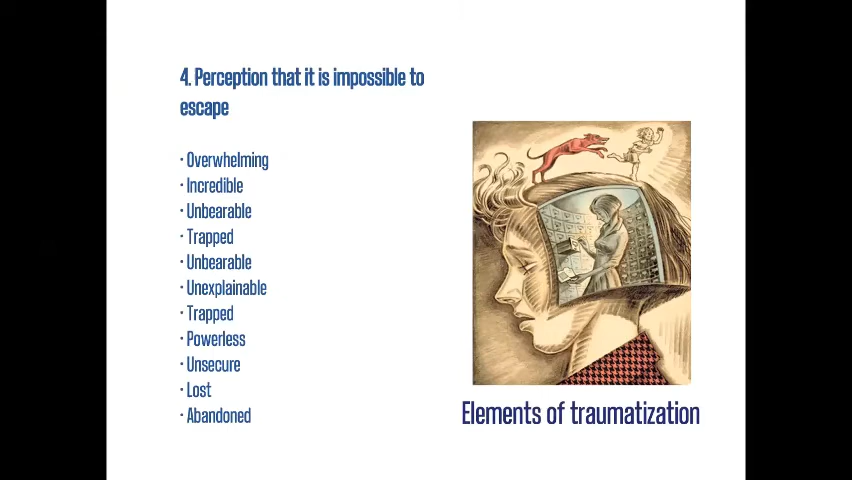 4. Perception that it is impossible to
escape
· Overwhelming
· Incredible
· Unbearable
· Trapped
· Unbearable
· Unexplainable
· Trapped
· Powerless
· Unsecure
· Lost
· Abandoned
Elements of traumatization